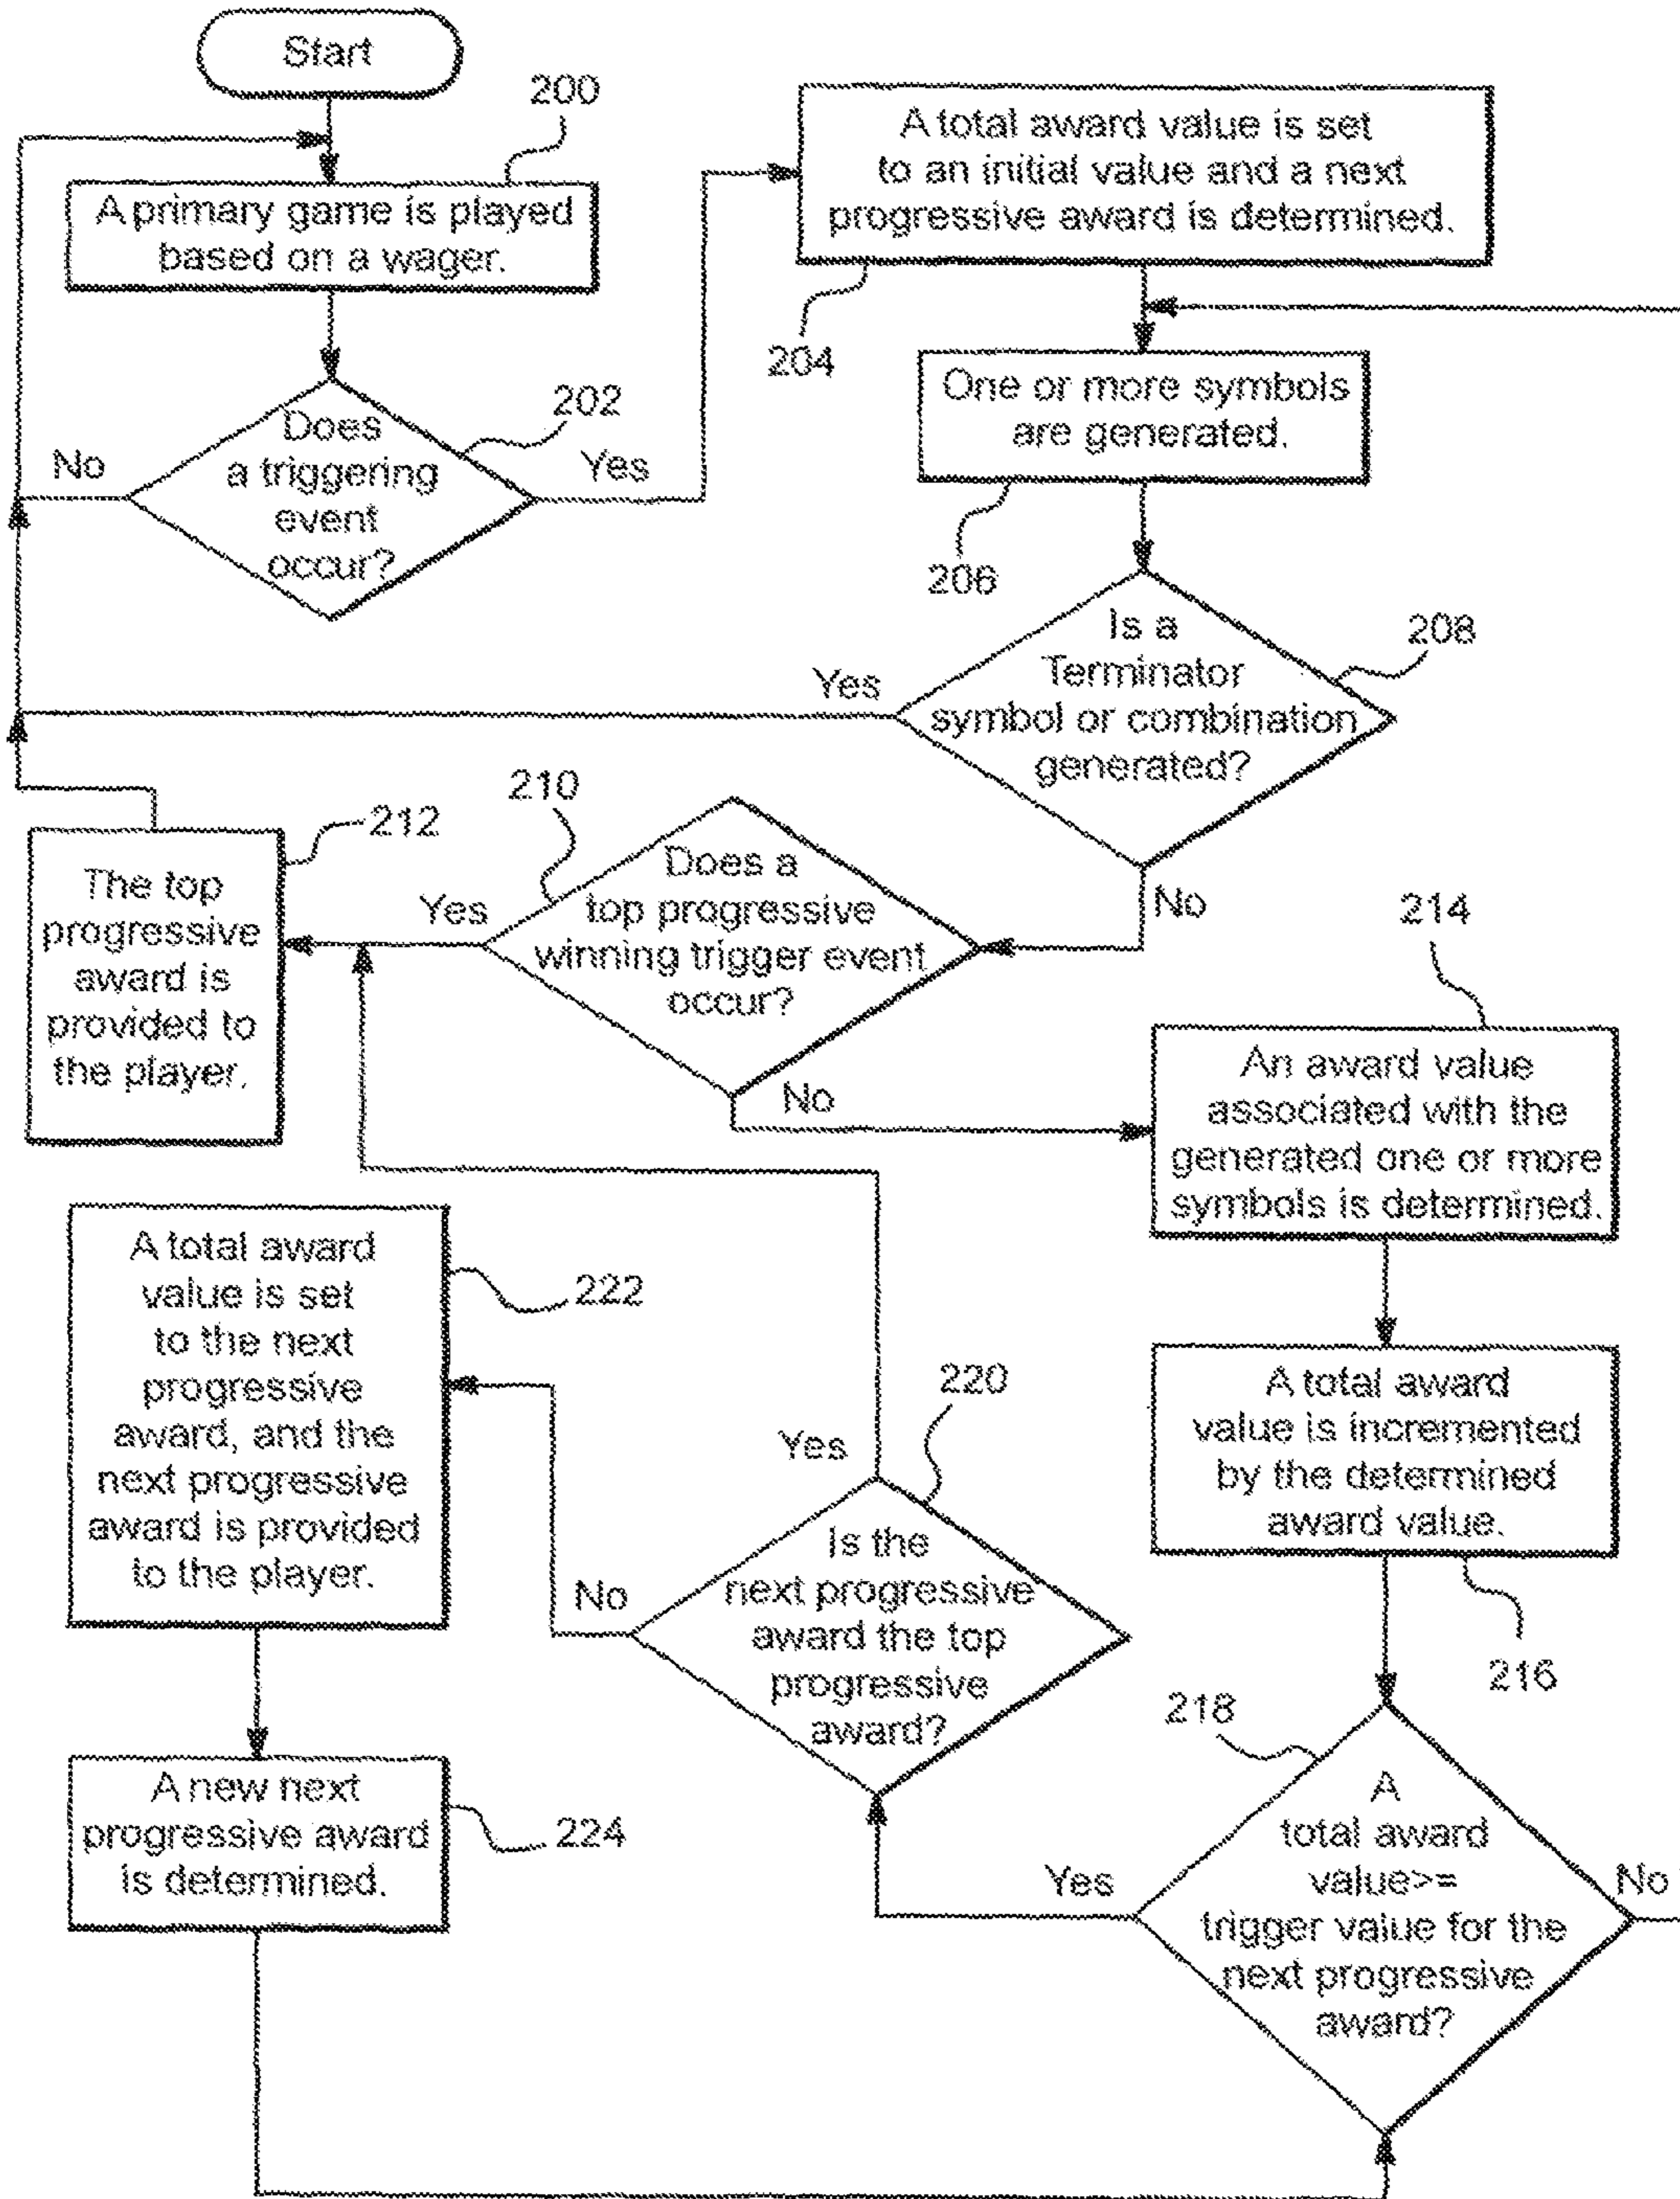 Start
200
A primary game is played
based on a wager.
202
Does
a triggering
event
occur?
No
Yes
A total award value is set
to an initial value and a next
progressive award is determined.
204
One or more symbols
are generated.
206
Is a
Terminator
symbol or combination
generated?
208
Yes
No
210
Does a
top progressive
winning trigger event
occur?
Yes
No
212
The top
progressive
award is
provided to
the player.
214
An award value
associated with the
generated one or more
symbols is determined.
A total award
value is incremented
by the determined
award value.
216
218
A
total award
value>=
trigger value for the
next progressive
award?
Yes
No
220
Is the
next progressive
award the top
progressive
award?
Yes
No
A total award
value is set
to the next
progressive
award, and the
next progressive
award is provided
to the player.
222
A new next
progressive award
is determined.
224